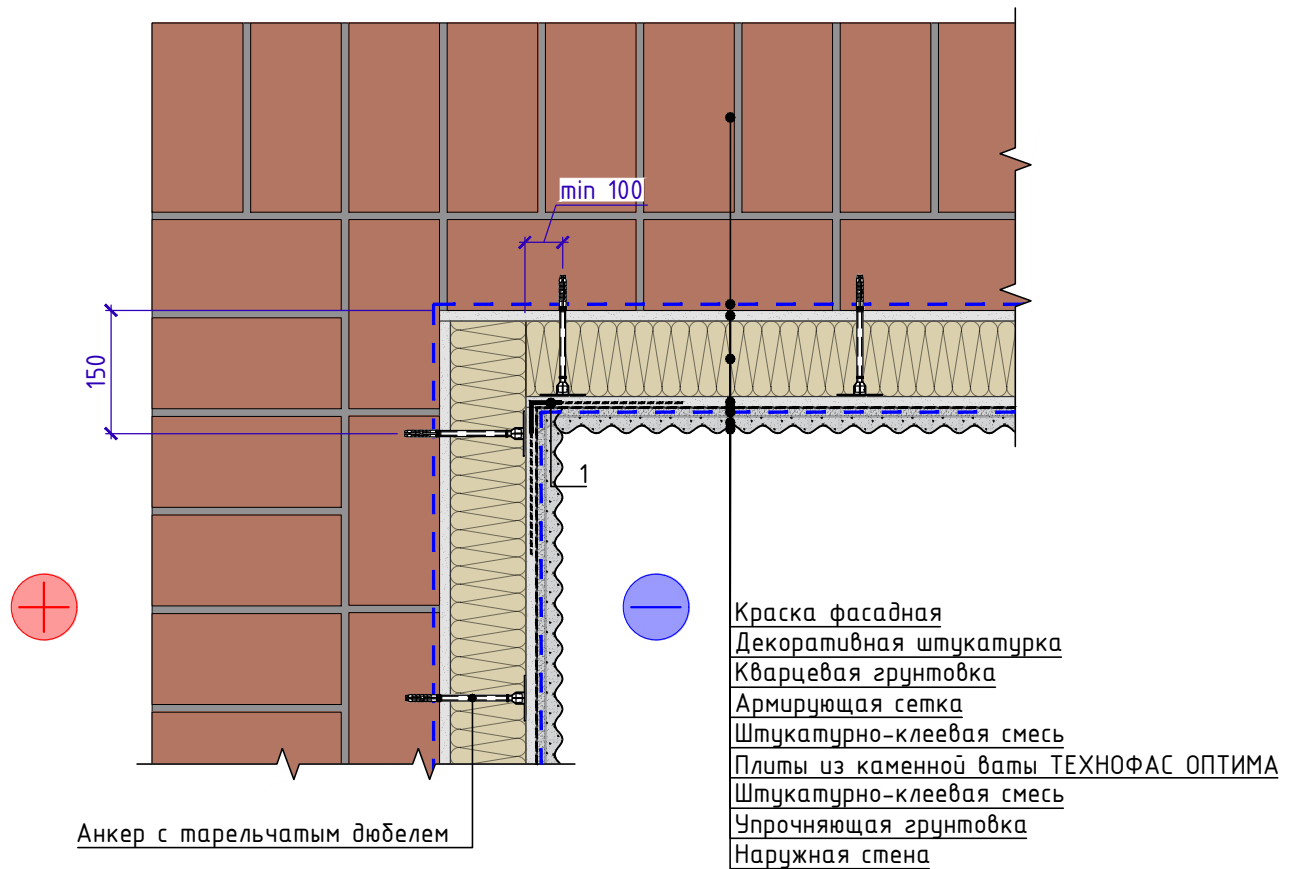 min 100
150
1
Краска фасадная
Декоративная штукатурка
Кварцевая грунтовка
Армирующая сетка
Штукатурно-клеевая смесь
Плиты из каменной ваты ТЕХНОФАС ОПТИМА
Штукатурно-клеевая смесь
Упрочняющая грунтовка
Наружная стена
Анкер с тарельчатым дюбелем